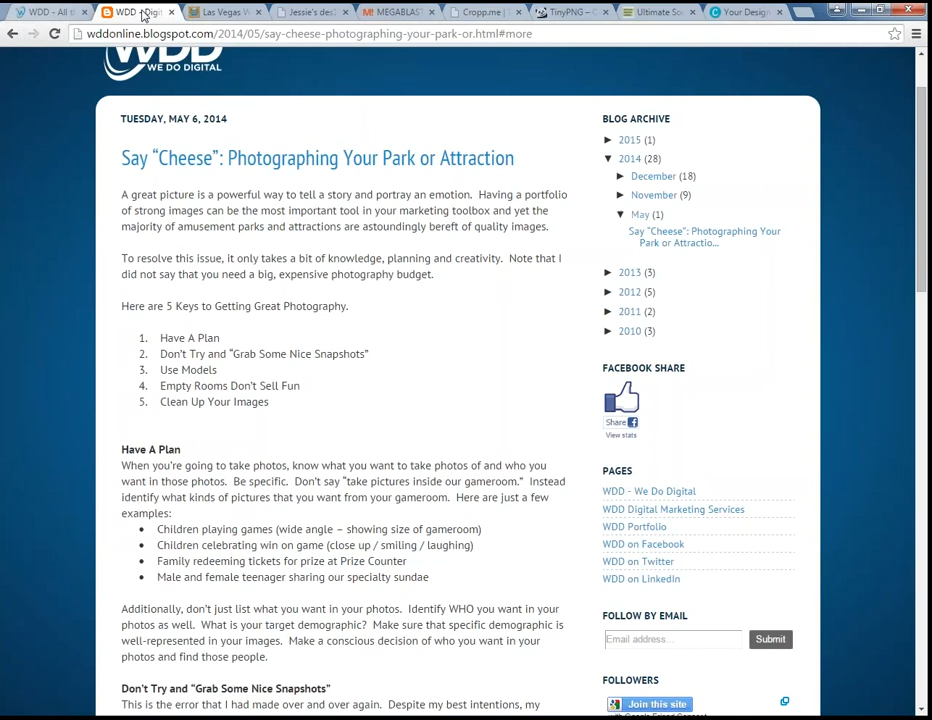 WDD - All th
WDD - Digit
Las Vegas W
Jessie's des
MEGABLAS
Cropp.me |
TinyPNG – C
Ultimate So
Your Design
wddonline.blogspot.com/2014/05/say-cheese-photographing-your-park-or.html#more
WDD
WE DO DIGITAL
TUESDAY, MAY 6, 2014
Say “Cheese”: Photographing Your Park or Attraction
A great picture is a powerful way to tell a story and portray an emotion. Having a portfolio
of strong images can be the most important tool in your marketing toolbox and yet the
majority of amusement parks and attractions are astoundingly bereft of quality images.
To resolve this issue, it only takes a bit of knowledge, planning and creativity. Note that I
did not say that you need a big, expensive photography budget.
Here are 5 Keys to Getting Great Photography.
1. Have A Plan
2. Don’t Try and “Grab Some Nice Snapshots”
3. Use Models
4. Empty Rooms Don’t Sell Fun
5. Clean Up Your Images
Have A Plan
When you’re going to take photos, know what you want to take photos of and who you
want in those photos. Be specific. Don’t say “take pictures inside our gameroom.” Instead
identify what kinds of pictures that you want from your gameroom. Here are just a few
examples:
• Children playing games (wide angle – showing size of gameroom)
• Children celebrating win on game (close up / smiling / laughing)
• Family redeeming tickets for prize at Prize Counter
• Male and female teenager sharing our specialty sundae
Additionally, don’t just list what you want in your photos. Identify WHO you want in your
photos as well. What is your target demographic? Make sure that specific demographic is
well-represented in your images. Make a conscious decision of who you want in your
photos and find those people.
Don’t Try and “Grab Some Nice Snapshots”
This is the error that I had made over and over again. Despite my best intentions, my
BLOG ARCHIVE
► 2015 (1)
▼ 2014 (28)
► December (18)
► November (9)
▼ May (1)
Say “Cheese”: Photographing Your
Park or Attractio...
► 2013 (3)
► 2012 (5)
► 2011 (2)
► 2010 (3)
FACEBOOK SHARE
Share
View stats
PAGES
WDD - We Do Digital
WDD Digital Marketing Services
WDD Portfolio
WDD on Facebook
WDD on Twitter
WDD on LinkedIn
FOLLOW BY EMAIL
Email address...
Submit
FOLLOWERS
Join this site
with Google Friend Connect